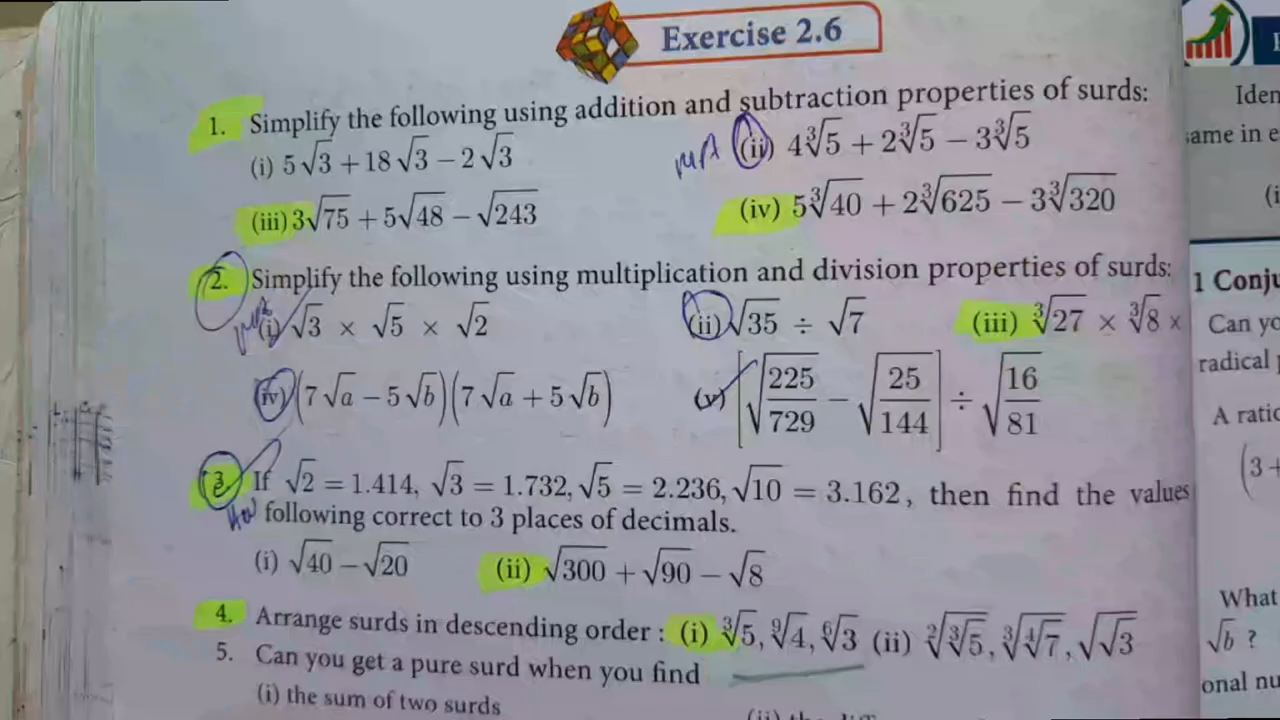 Exercise 2.6
1. Simplify the following using addition and subtraction properties of surds:
(i) 5√3 + 18√3 − 2√3 (ii) 4∛5 + 2∛5 − 3∛5
(iii) 3√75 + 5√48 − √243 (iv) 5∛40 + 2∛625 − 3∛320
2. Simplify the following using multiplication and division properties of surds:
(i) √3 × √5 × √2 (ii) √35 ÷ √7 (iii) ∛27 × ∛8 ×
(iv) (7√a − 5√b)(7√a + 5√b) (v) [√(225/729) − √(25/144)] ÷ √(16/81)
3. If √2 = 1.414, √3 = 1.732, √5 = 2.236, √10 = 3.162, then find the values
following correct to 3 places of decimals.
(i) √40 − √20 (ii) √300 + √90 − √8
4. Arrange surds in descending order : (i) ∛5, ⁹√4, ⁶√3 (ii) ²√∛5, ∛⁴√7, √√3
5. Can you get a pure surd when you find
(i) the sum of two surds (ii) the
Iden
ame in e
(i
1 Conju
Can yo
radical
A ratio
(3+
What
√b ?
onal nu